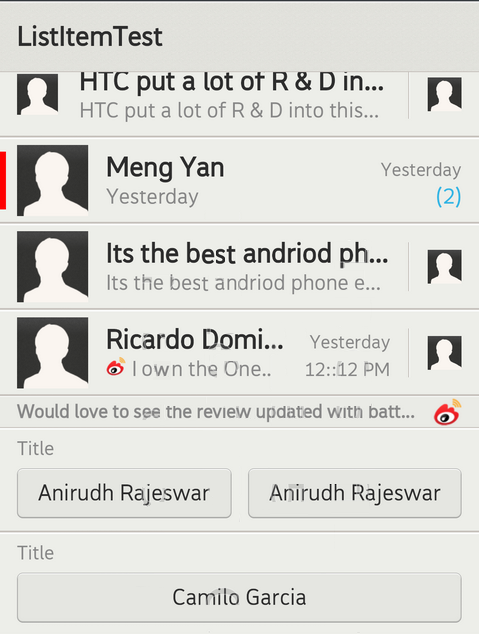 ListItemTest
HTC put a lot of R & D in...
HTC put a lot of R & D into this...
Meng Yan
Yesterday
Yesterday
(2)
Its the best andriod ph...
Its the best andriod phone e...
Ricardo Domi...
Yesterday
I own the One..
12::12 PM
Would love to see the review updated with batt...
Title
Anirudh Rajeswar
Anirudh Rajeswar
Title
Camilo Garcia